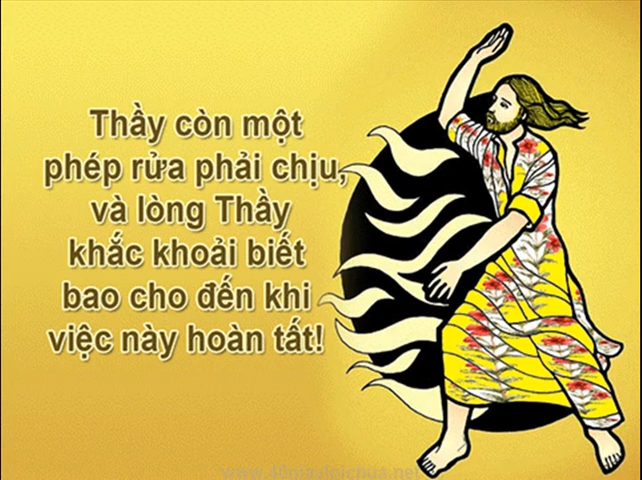 Thầy còn một
phép rửa phải chịu,
và lòng Thầy
khắc khoải biết
bao cho đến khi
việc này hoàn tất!